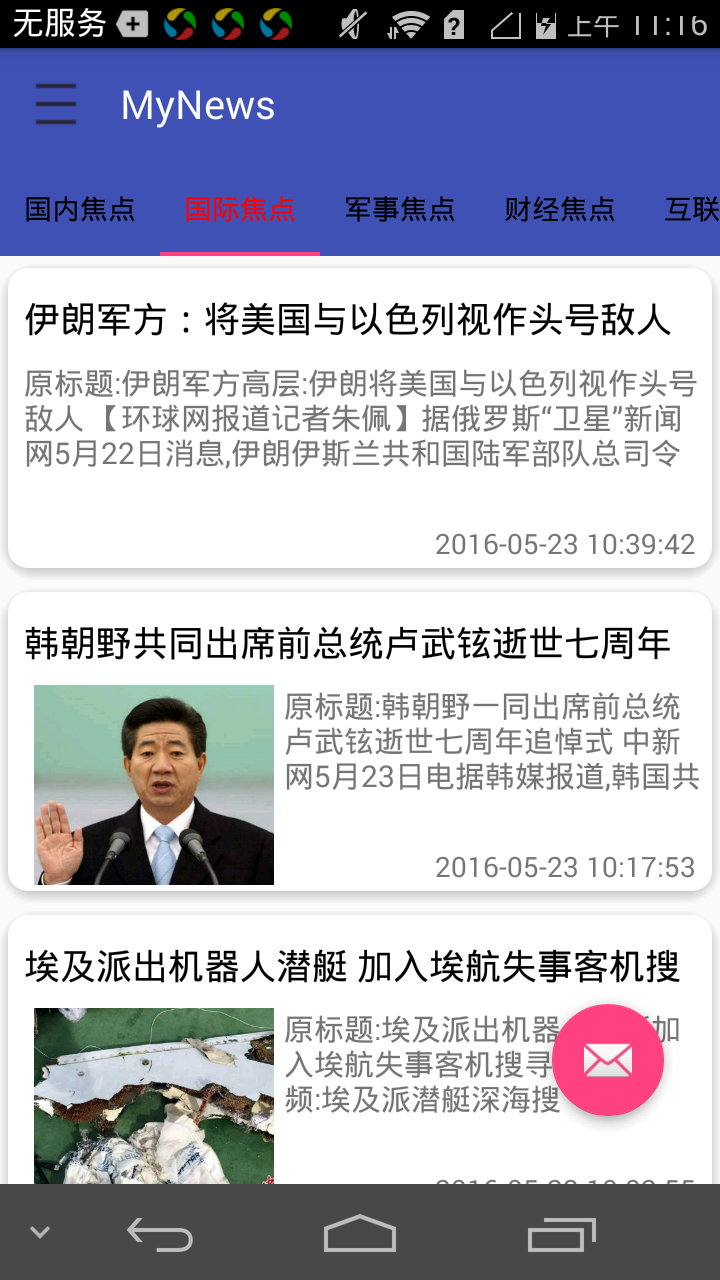 无服务 上午 11:16
MyNews
国内焦点 国际焦点 军事焦点 财经焦点 互联
伊朗军方：将美国与以色列视作头号敌人
原标题:伊朗军方高层:伊朗将美国与以色列视作头号
敌人 【环球网报道记者朱佩】据俄罗斯“卫星”新闻
网5月22日消息,伊朗伊斯兰共和国陆军部队总司令
2016-05-23 10:39:42
韩朝野共同出席前总统卢武铉逝世七周年
原标题:韩朝野一同出席前总统
卢武铉逝世七周年追悼式 中新
网5月23日电据韩媒报道,韩国共
2016-05-23 10:17:53
埃及派出机器人潜艇 加入埃航失事客机搜
原标题:埃及派出机器 加
入埃航失事客机搜寻
频:埃及派潜艇深海搜